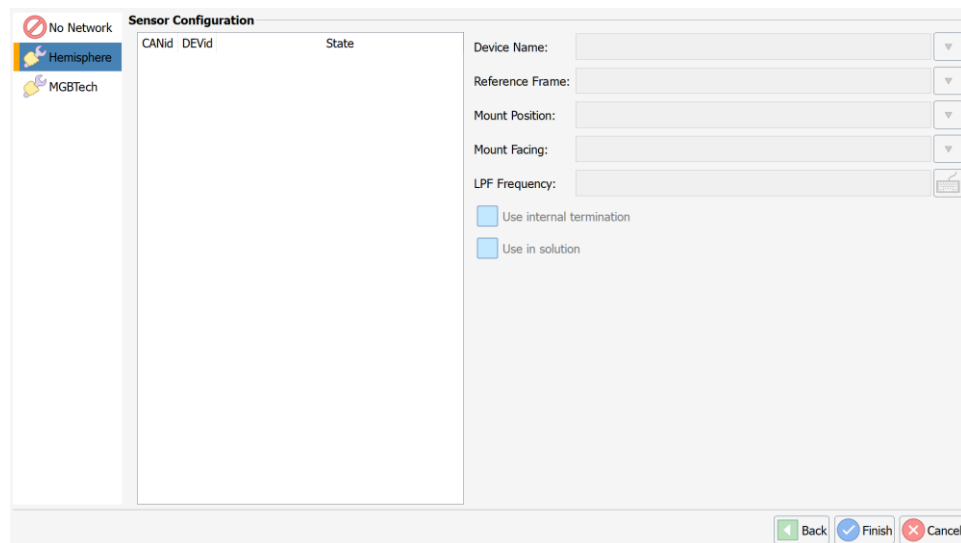 No Network
Hemisphere
MGBTech
Sensor Configuration
CANid DEVid State
Device Name:
Reference Frame:
Mount Position:
Mount Facing:
LPF Frequency:
Use internal termination
Use in solution
Back Finish Cancel